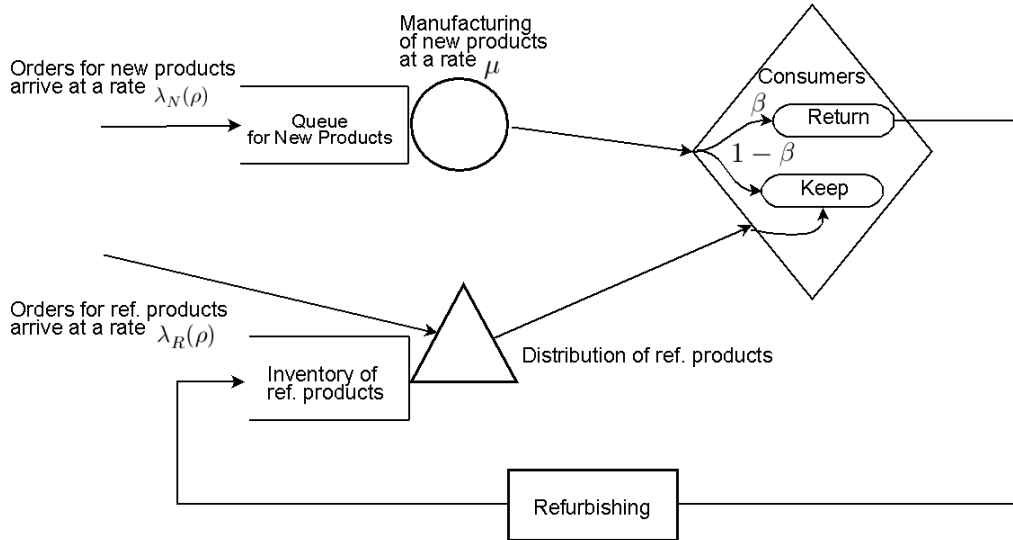 Manufacturing
of new products
at a rate μ
Orders for new products
arrive at a rate λ_N(ρ)
Queue
for New Products
Consumers
β
Return
1 − β
Keep
Orders for ref. products
arrive at a rate λ_R(ρ)
Distribution of ref. products
Inventory of
ref. products
Refurbishing